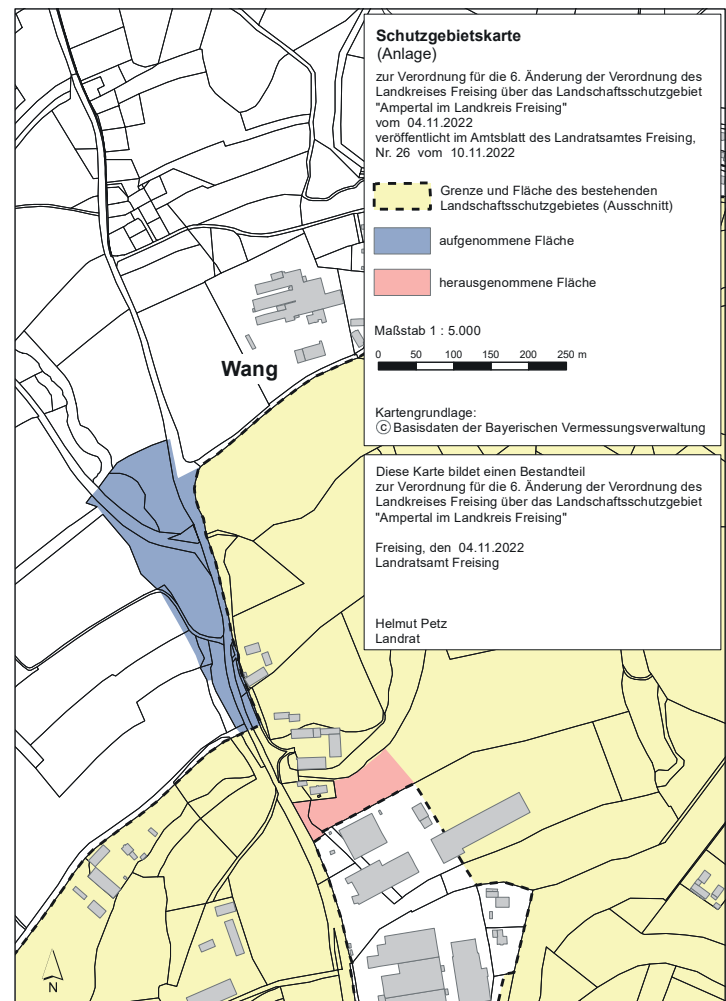 Schutzgebietskarte
(Anlage)
zur Verordnung für die 6. Änderung der Verordnung des
Landkreises Freising über das Landschaftsschutzgebiet
"Ampertal im Landkreis Freising"
vom 04.11.2022
veröffentlicht im Amtsblatt des Landratsamtes Freising,
Nr. 26 vom 10.11.2022
Grenze und Fläche des bestehenden
Landschaftsschutzgebietes (Ausschnitt)
aufgenommene Fläche
herausgenommene Fläche
Maßstab 1 : 5.000
0 50 100 150 200 250 m
Kartengrundlage:
© Basisdaten der Bayerischen Vermessungsverwaltung
Diese Karte bildet einen Bestandteil
zur Verordnung für die 6. Änderung der Verordnung des
Landkreises Freising über das Landschaftsschutzgebiet
"Ampertal im Landkreis Freising"
Freising, den 04.11.2022
Landratsamt Freising
Helmut Petz
Landrat
Wang
N